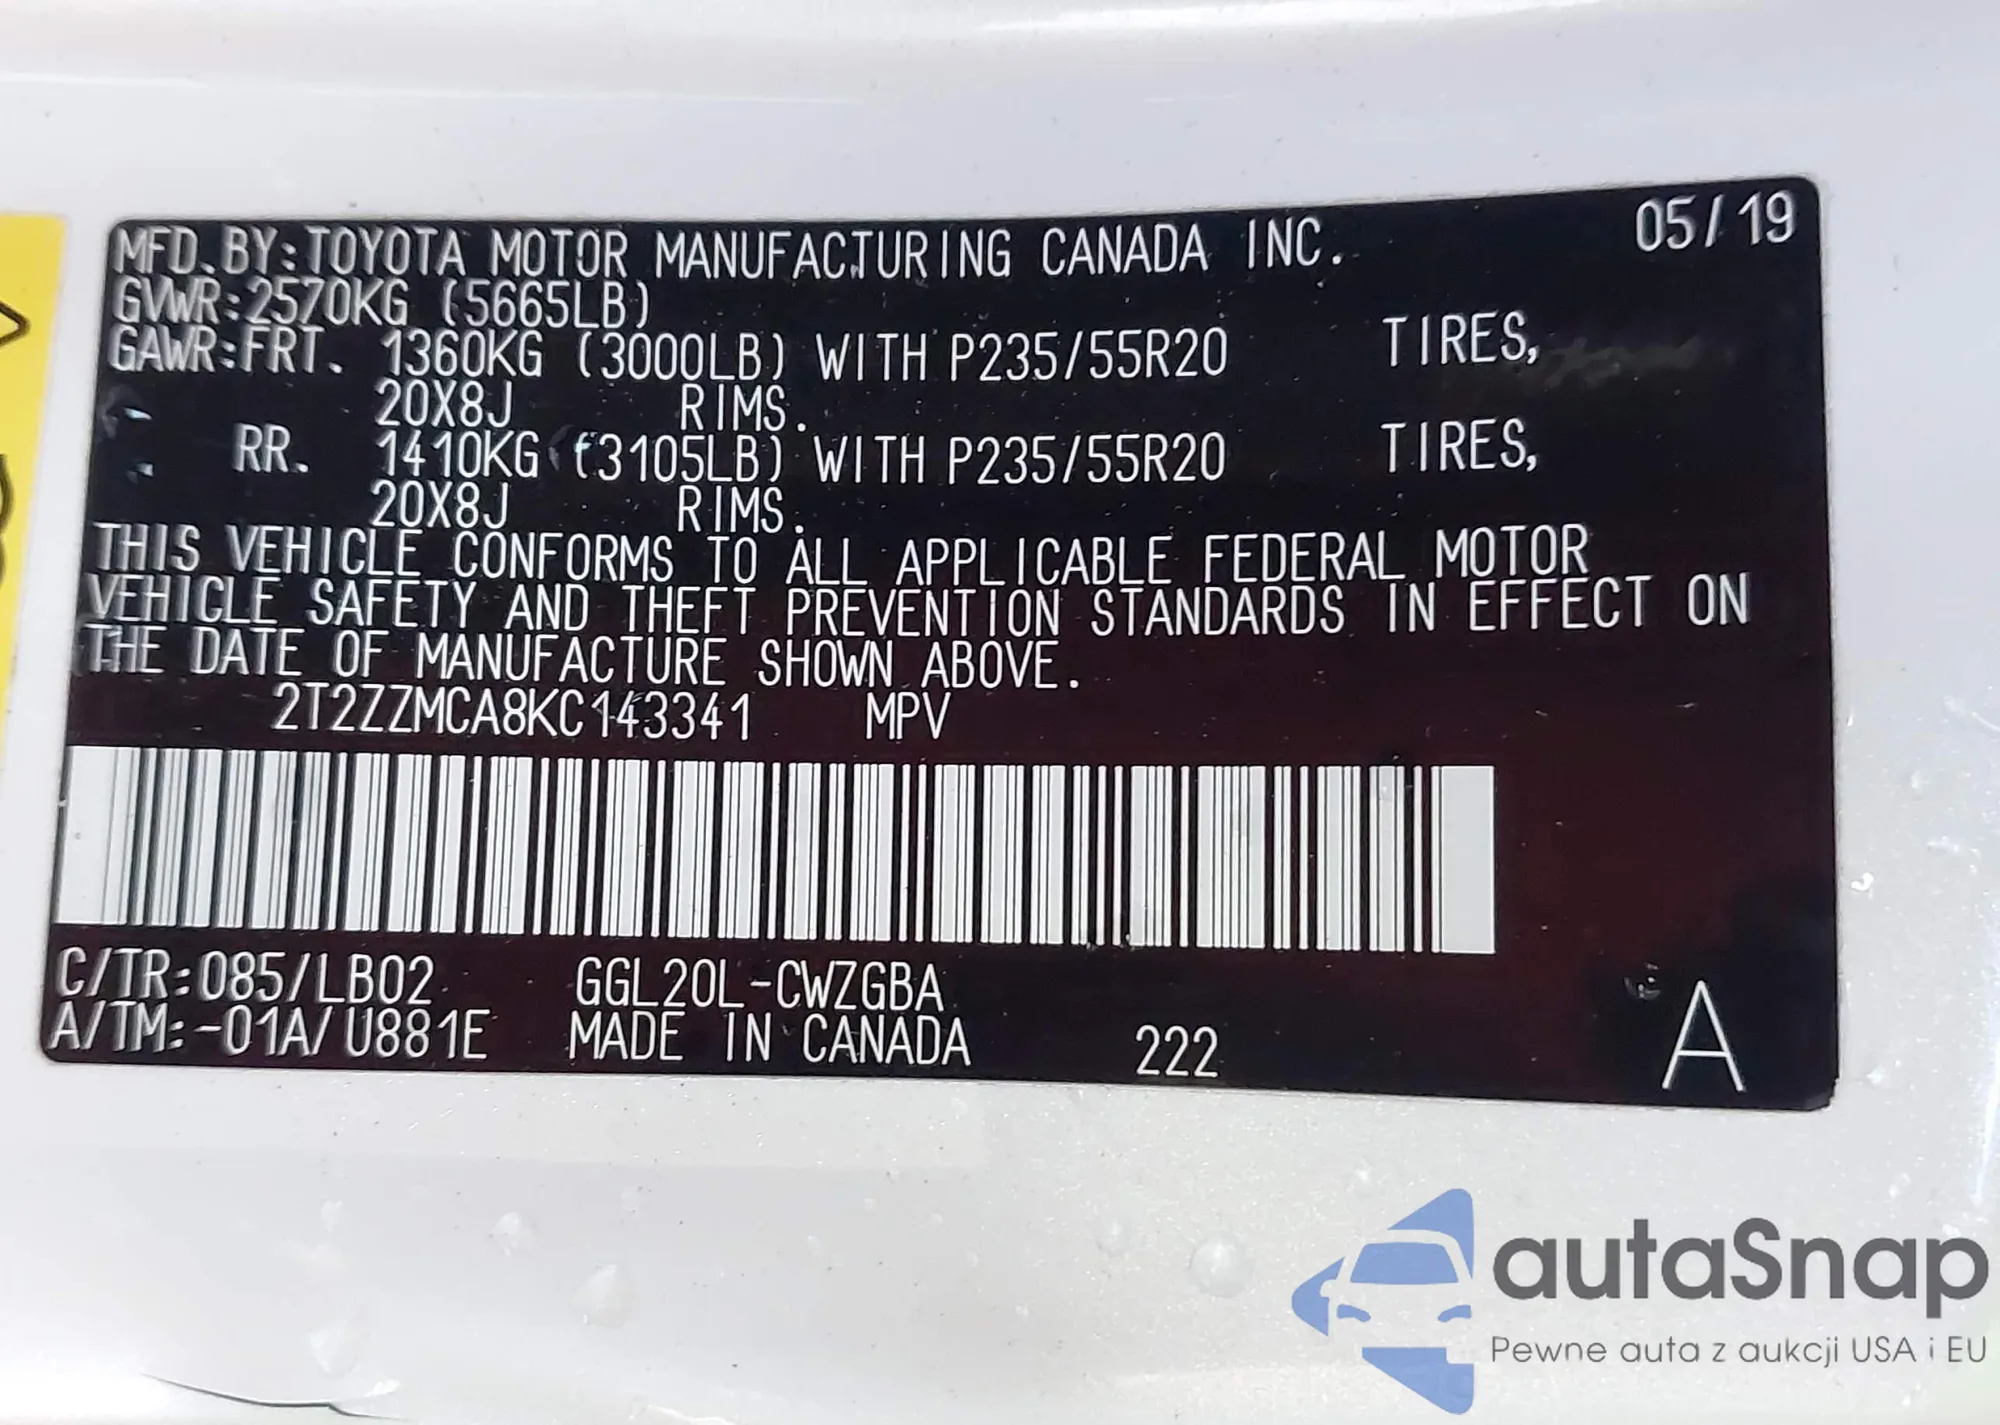 MFD. BY: TOYOTA MOTOR MANUFACTURING CANADA INC. 05/19
GVWR: 2570KG (5665LB)
GAWR: FRT. 1360KG (3000LB) WITH P235/55R20 TIRES,
20X8J RIMS.
RR. 1410KG (3105LB) WITH P235/55R20 TIRES,
20X8J RIMS.
THIS VEHICLE CONFORMS TO ALL APPLICABLE FEDERAL MOTOR
VEHICLE SAFETY AND THEFT PREVENTION STANDARDS IN EFFECT ON
THE DATE OF MANUFACTURE SHOWN ABOVE.
2T2ZZMCA8KC143341 MPV
C/TR: 085/LB02 GGL20L-CWZGBA
A/TM: -01A/U881E MADE IN CANADA 222 A
autaSnap
Pewne auta z aukcji USA i EU